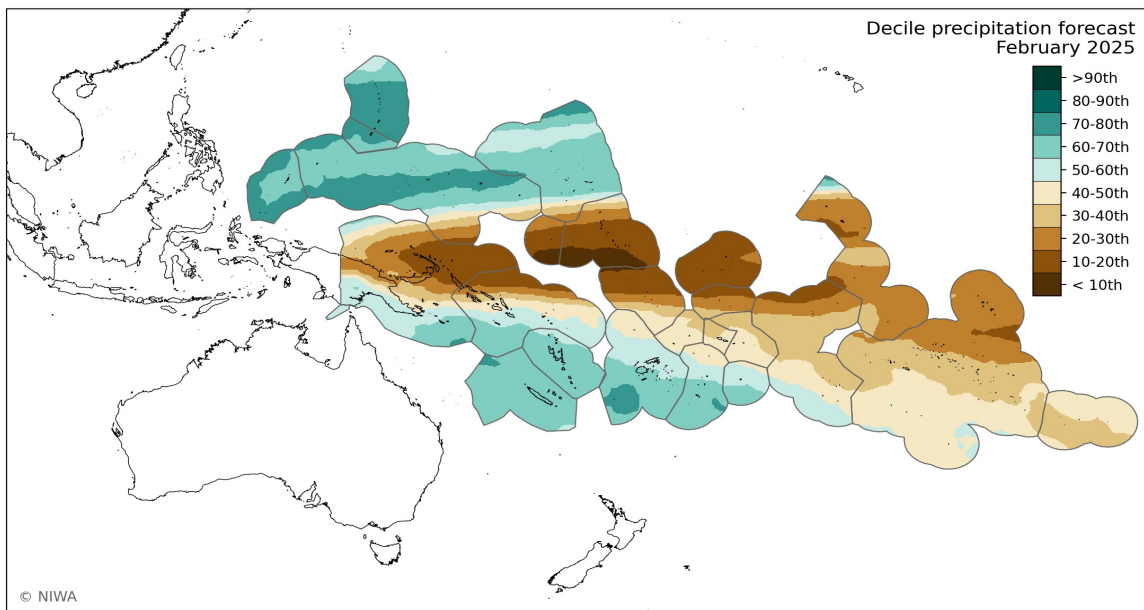 Decile precipitation forecast
February 2025
>90th
80-90th
70-80th
60-70th
50-60th
40-50th
30-40th
20-30th
10-20th
< 10th
© NIWA